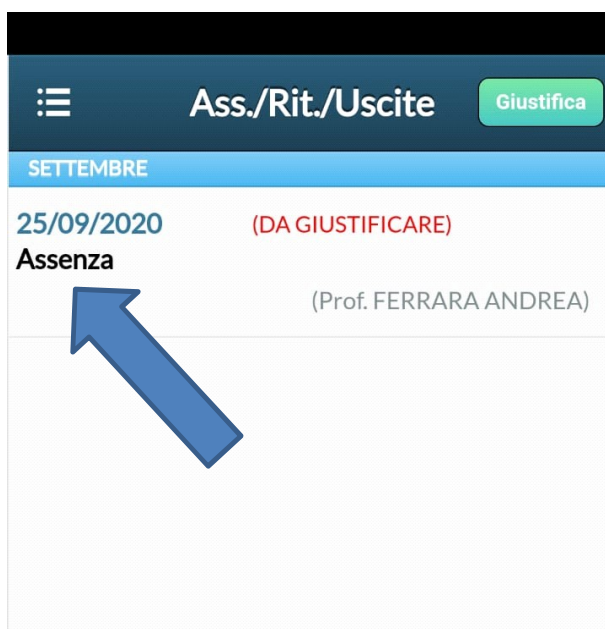 Ass./Rit./Uscite Giustifica
SETTEMBRE
25/09/2020 (DA GIUSTIFICARE)
Assenza
(Prof. FERRARA ANDREA)